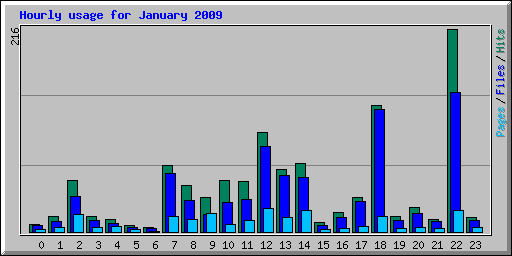 Hourly usage for January 2009
216
Pages / Files / Hits
0 1 2 3 4 5 6 7 8 9 10 11 12 13 14 15 16 17 18 19 20 21 22 23